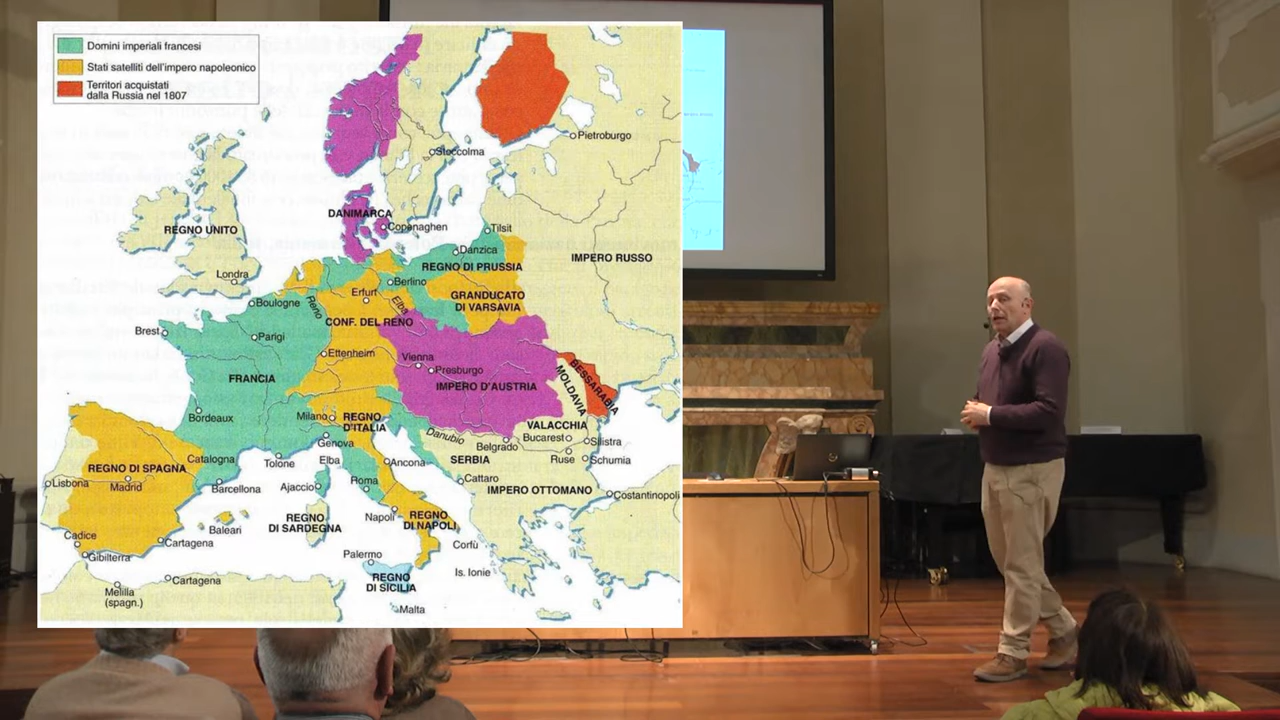 Domini imperiali francesi
Stati satelliti dell'impero napoleonico
Territori acquistati
dalla Russia nel 1807
Pietroburgo
Stoccolma
DANIMARCA
REGNO UNITO
Copenaghen
Tilsit
Danzica
IMPERO RUSSO
REGNO DI PRUSSIA
Londra
Berlino
Erfurt
Elba
Reno
Boulogne
GRANDUCATO
DI VARSAVIA
CONF. DEL RENO
Brest
Parigi
Ettenheim
Vienna
Presburgo
FRANCIA
IMPERO D'AUSTRIA
MOLDAVIA
BESSARABIA
Bordeaux
Milano
REGNO
D'ITALIA
VALACCHIA
Genova
Danubio
Belgrado
Bucarest
Silistra
Catalogna
Tolone
Elba
Ancona
SERBIA
Ruse
Schumia
REGNO DI SPAGNA
Lisbona
Madrid
Barcellona
Ajaccio
Roma
Cattaro
IMPERO OTTOMANO
Costantinopoli
Baleari
REGNO
DI SARDEGNA
Napoli
REGNO
DI NAPOLI
Cadice
Cartagena
Gibilterra
Corfù
Palermo
Is. Ionie
Cartagena
REGNO
DI SICILIA
Melilla
(spagn.)
Malta